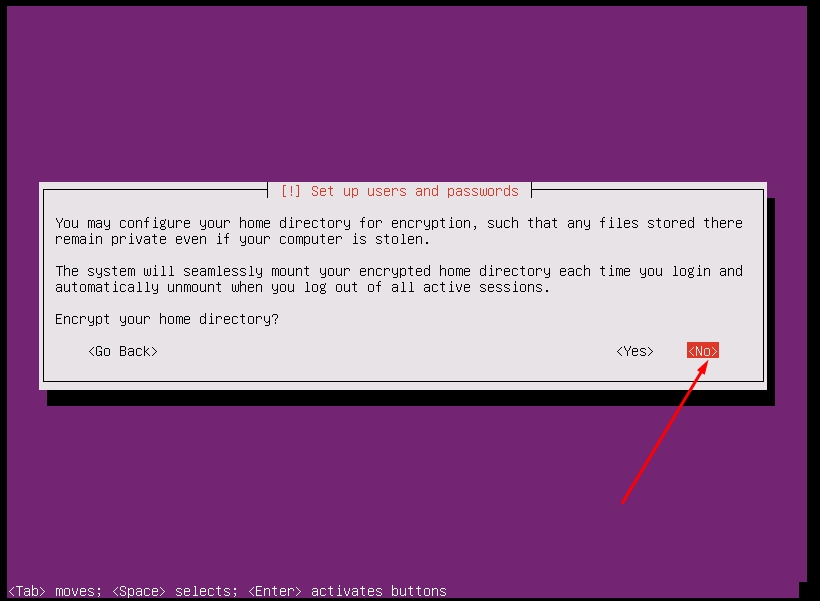 [!] Set up users and passwords
You may configure your home directory for encryption, such that any files stored there
remain private even if your computer is stolen.
The system will seamlessly mount your encrypted home directory each time you login and
automatically unmount when you log out of all active sessions.
Encrypt your home directory?
<Go Back> <Yes> <No>
<Tab> moves; <Space> selects; <Enter> activates buttons